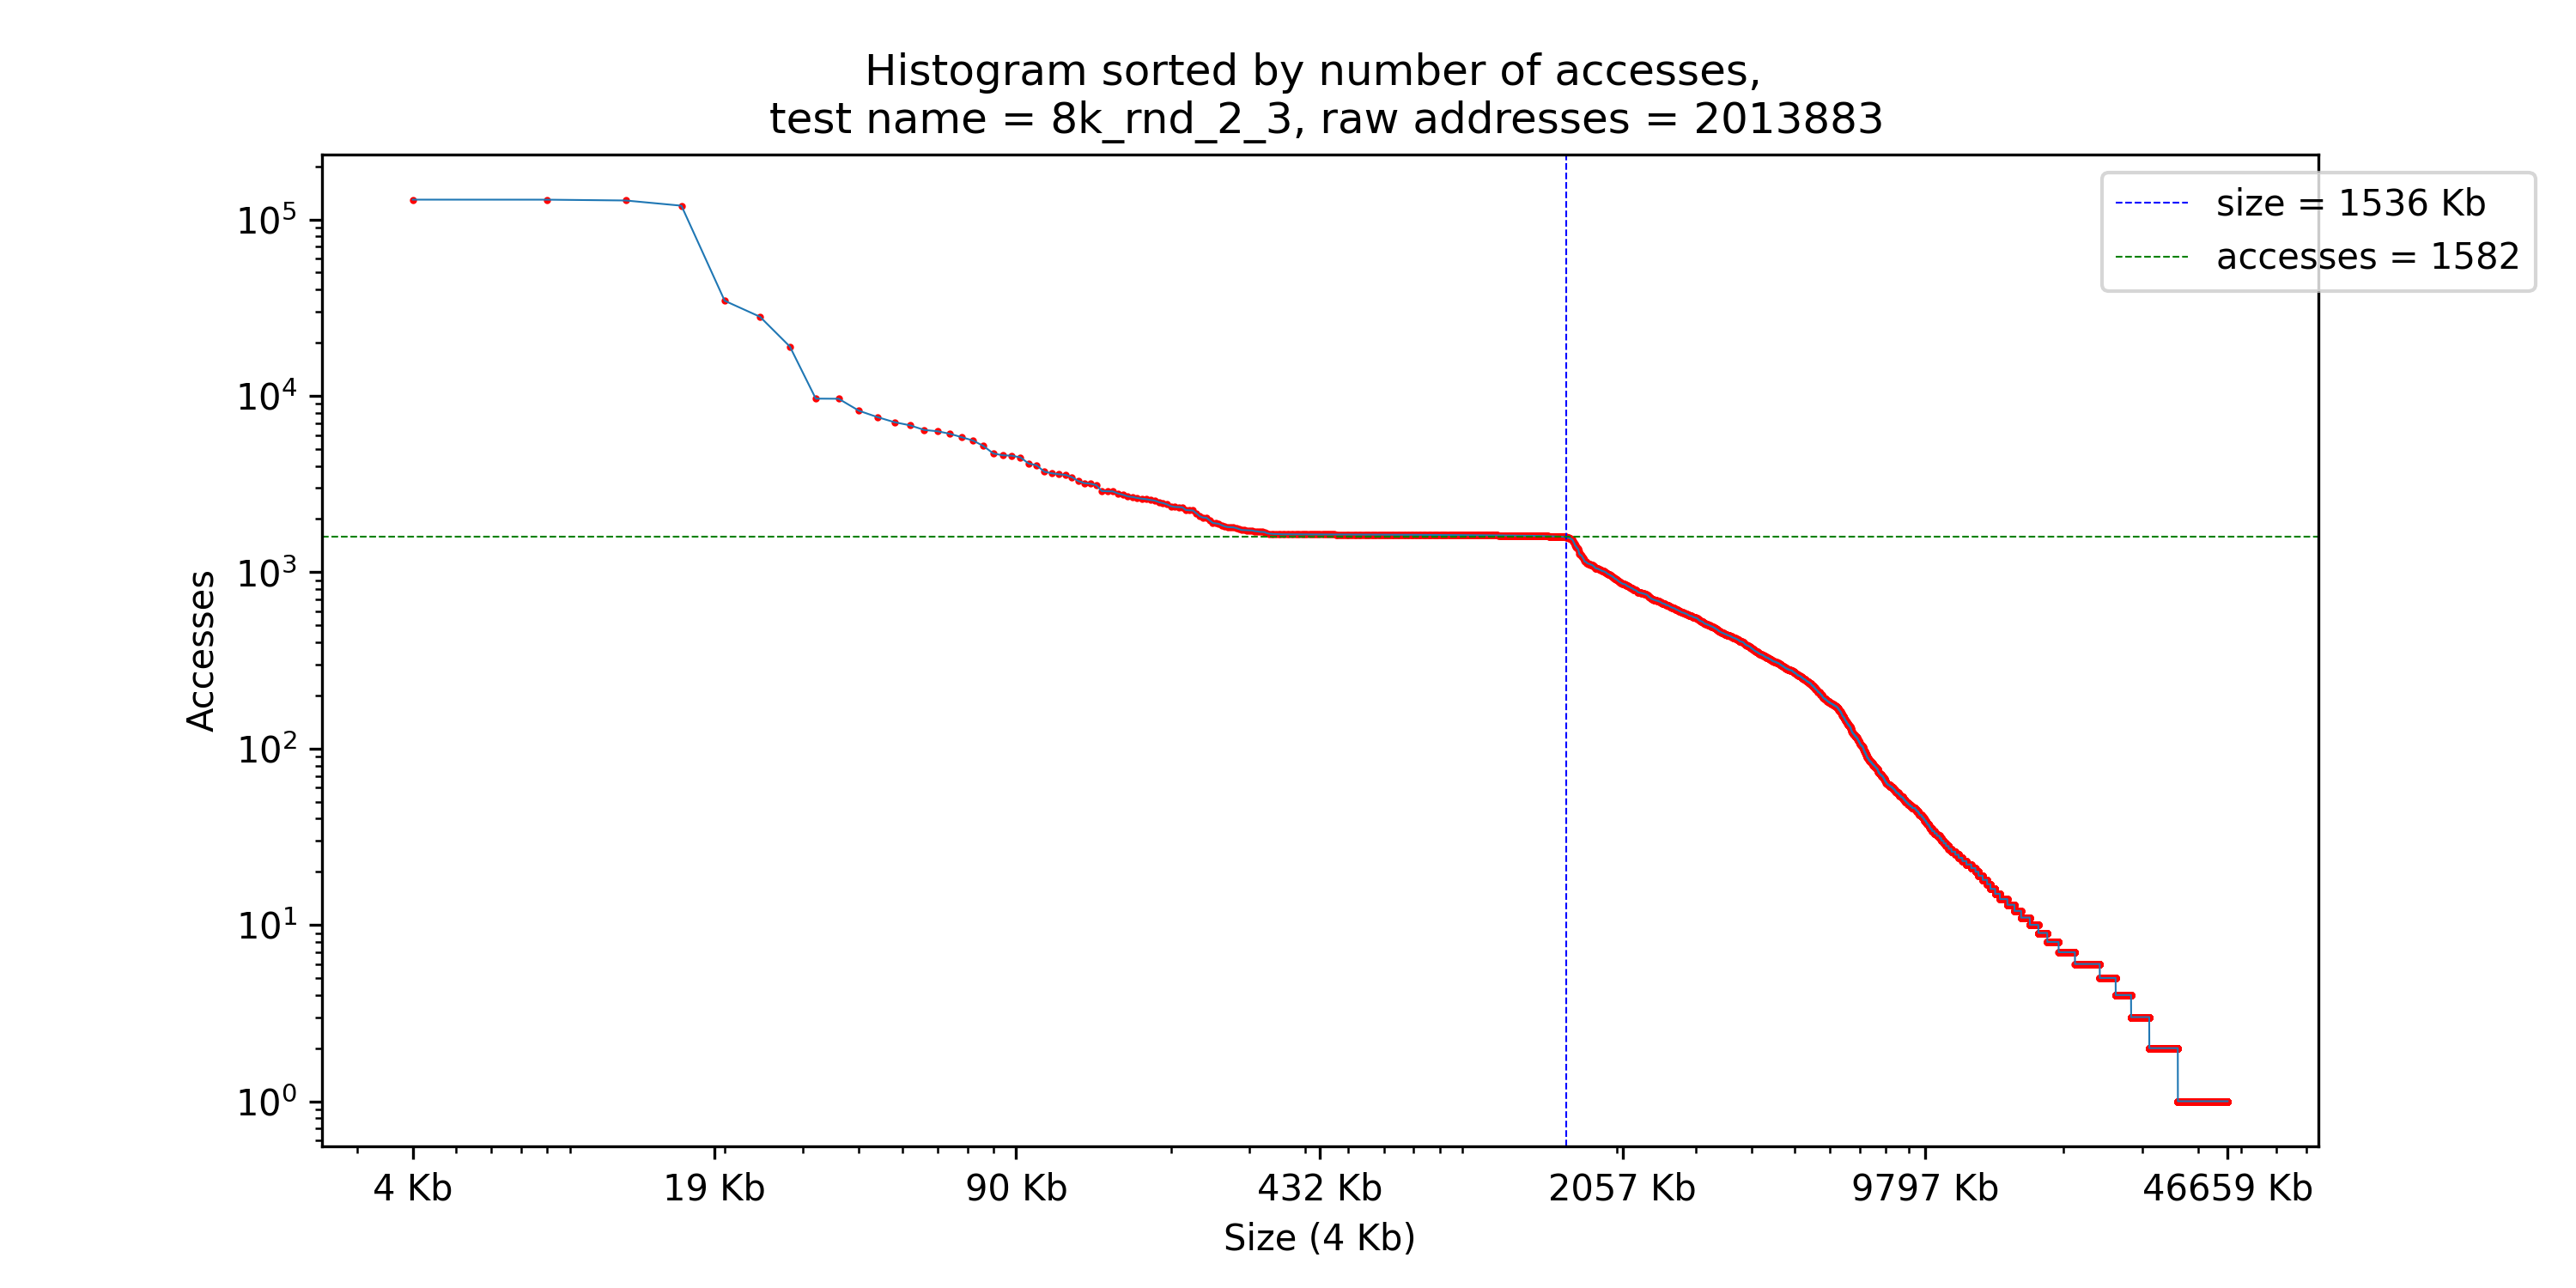 Histogram sorted by number of accesses,
test name = 8k_rnd_2_3, raw addresses = 2013883
size = 1536 Kb
accesses = 1582
Accesses
10^5
10^4
10^3
10^2
10^1
10^0
4 Kb
19 Kb
90 Kb
432 Kb
2057 Kb
9797 Kb
46659 Kb
Size (4 Kb)